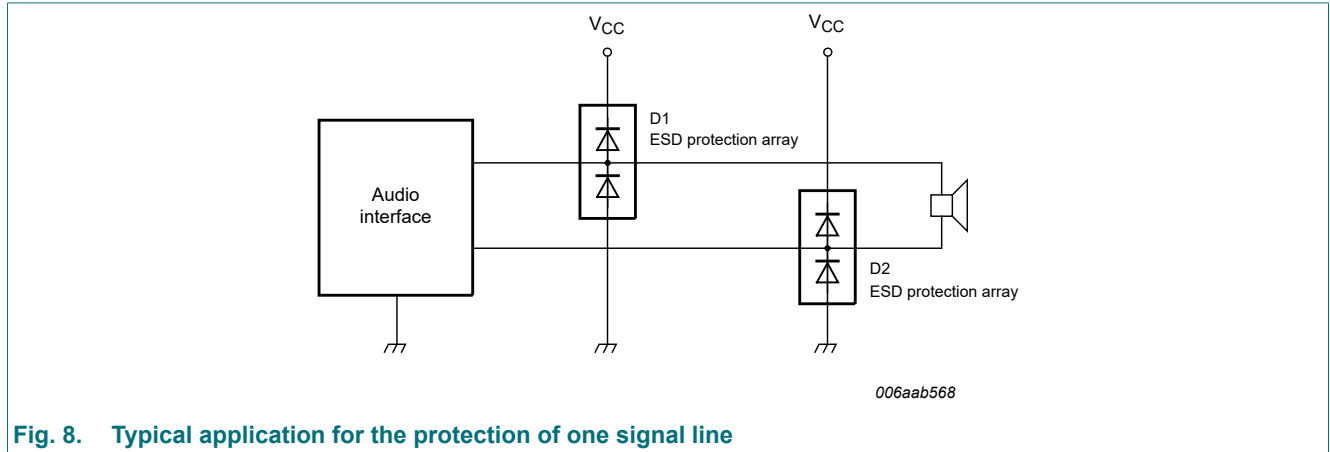 VCC
VCC
D1
ESD protection array
Audio
interface
D2
ESD protection array
006aab568
Fig. 8. Typical application for the protection of one signal line